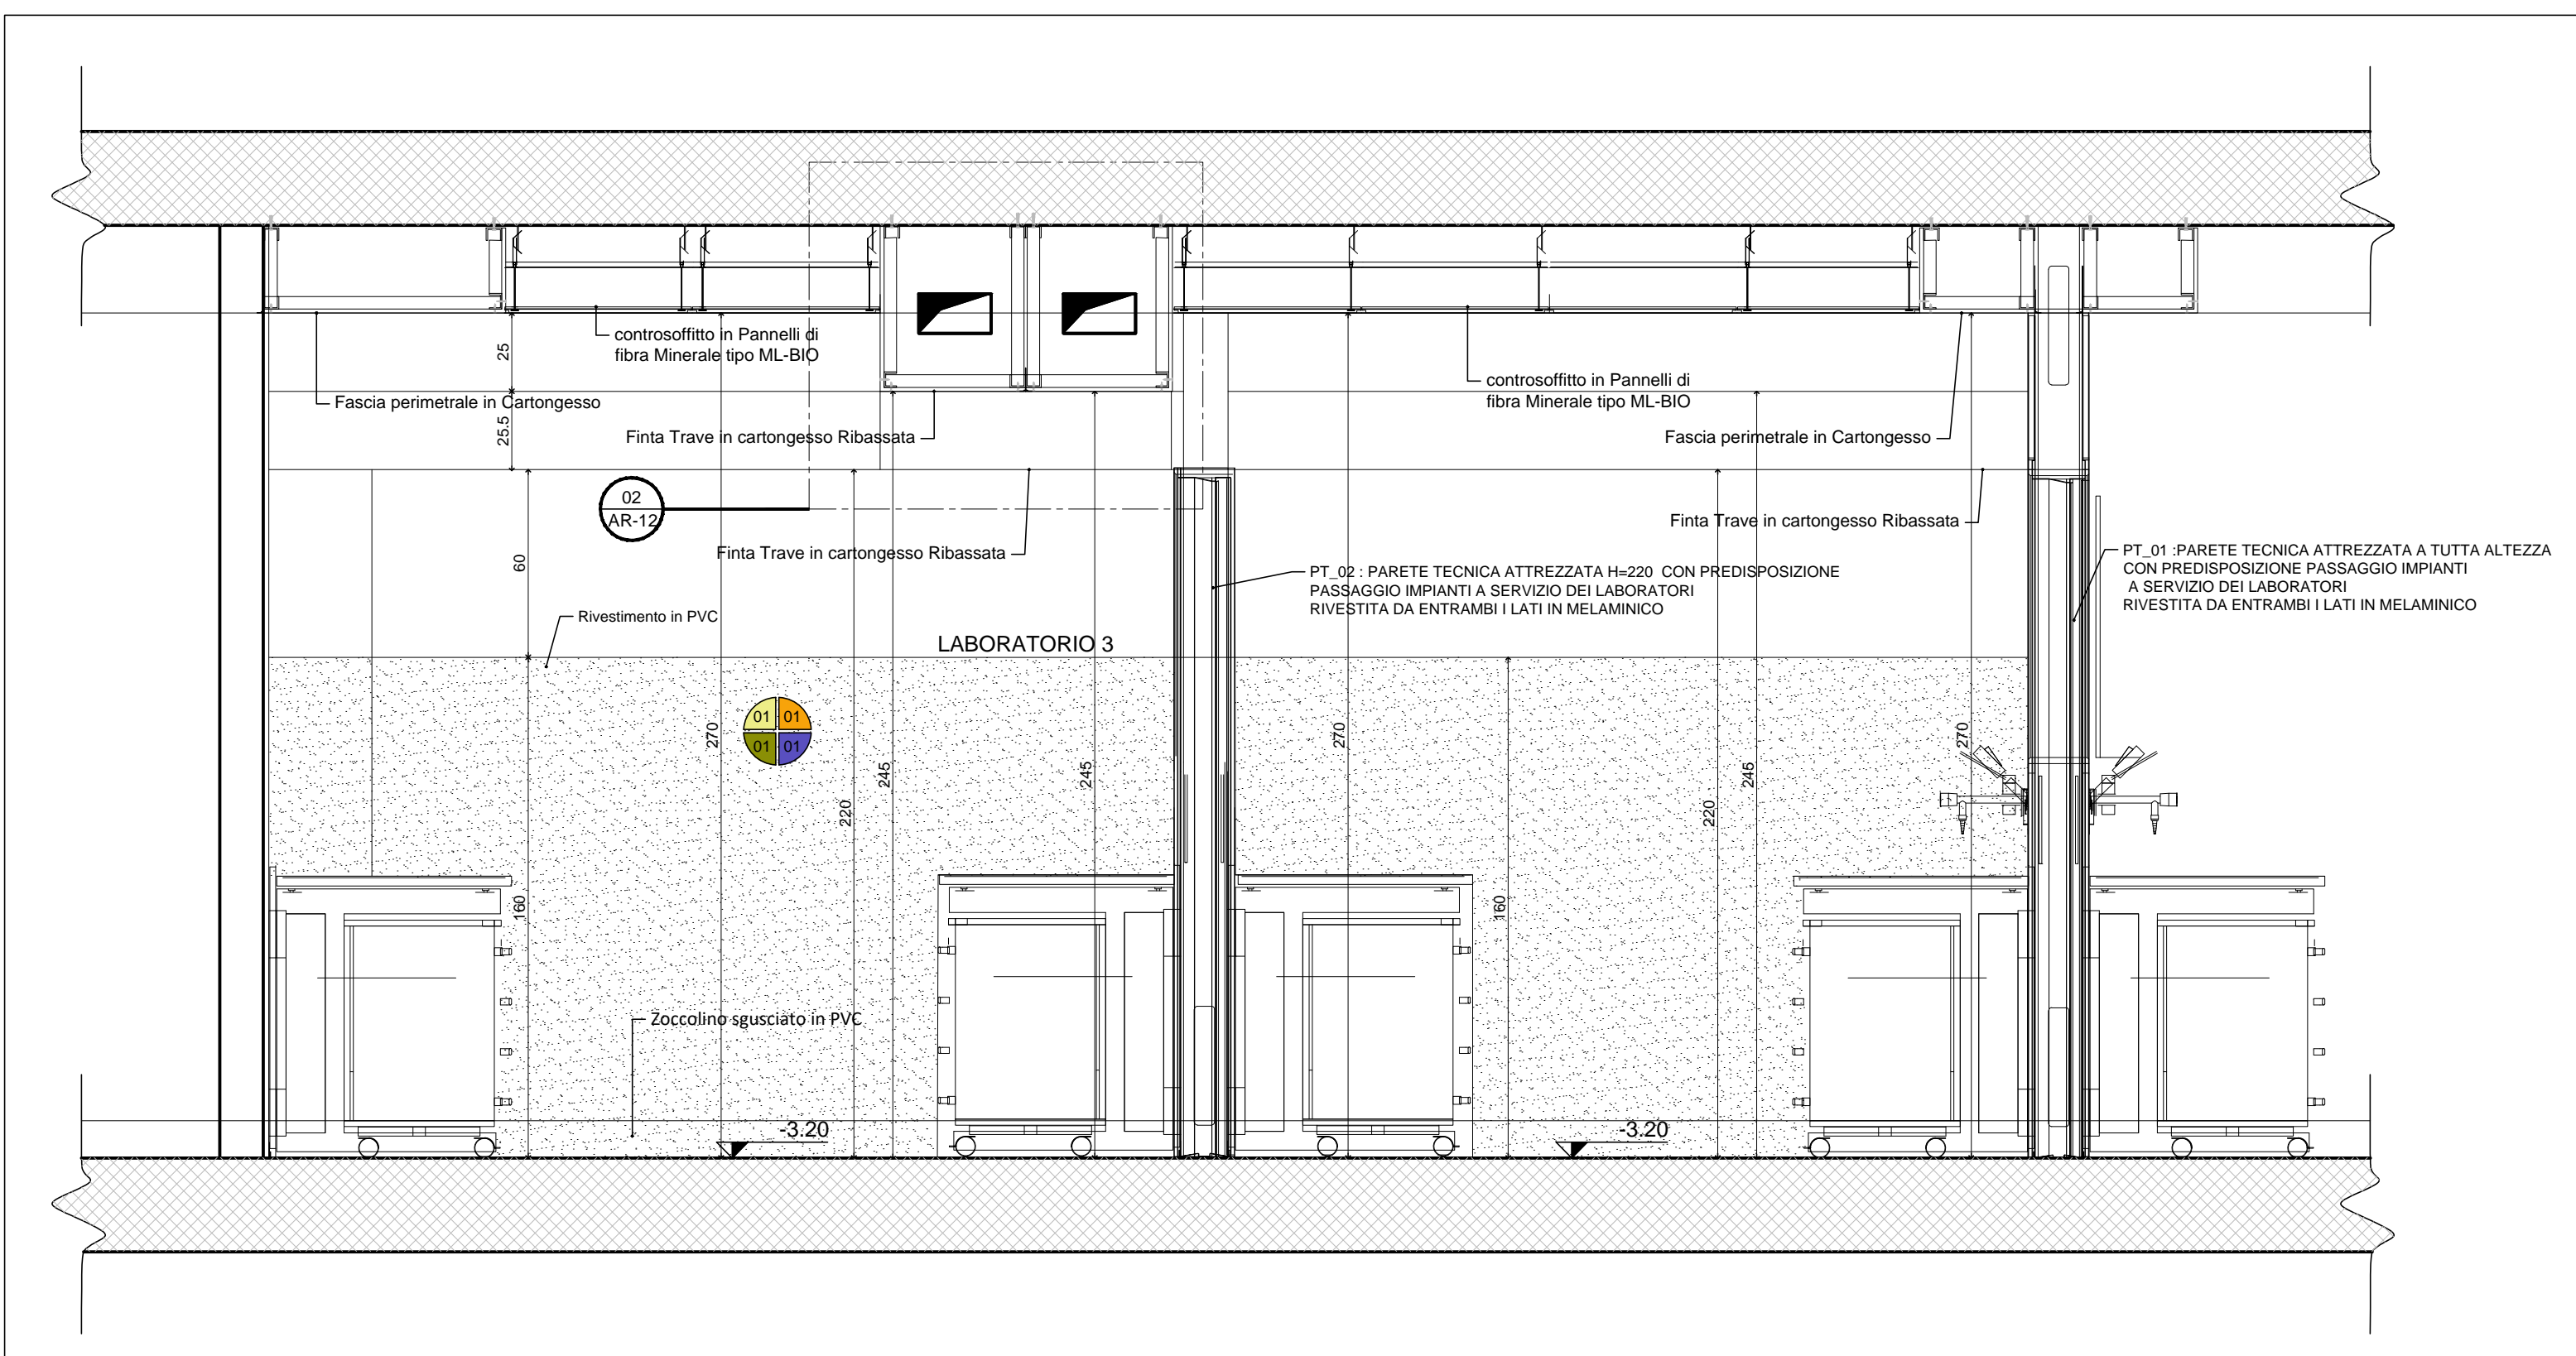 controsoffitto in Pannelli di
fibra Minerale tipo ML-BIO
25
Fascia perimetrale in Cartongesso
25.5
Finta Trave in cartongesso Ribassata
controsoffitto in Pannelli di
fibra Minerale tipo ML-BIO
Fascia perimetrale in Cartongesso
02
AR-12
Finta Trave in cartongesso Ribassata
Finta Trave in cartongesso Ribassata
60
PT_02 : PARETE TECNICA ATTREZZATA H=220 CON PREDISPOSIZIONE
PASSAGGIO IMPIANTI A SERVIZIO DEI LABORATORI
RIVESTITA DA ENTRAMBI I LATI IN MELAMINICO
PT_01 :PARETE TECNICA ATTREZZATA A TUTTA ALTEZZA
CON PREDISPOSIZIONE PASSAGGIO IMPIANTI
A SERVIZIO DEI LABORATORI
RIVESTITA DA ENTRAMBI I LATI IN MELAMINICO
Rivestimento in PVC
LABORATORIO 3
01 01
01 01
270
220
245
245
270
220
245
270
160
160
Zoccolino sgusciato in PVC
-3.20
-3.20